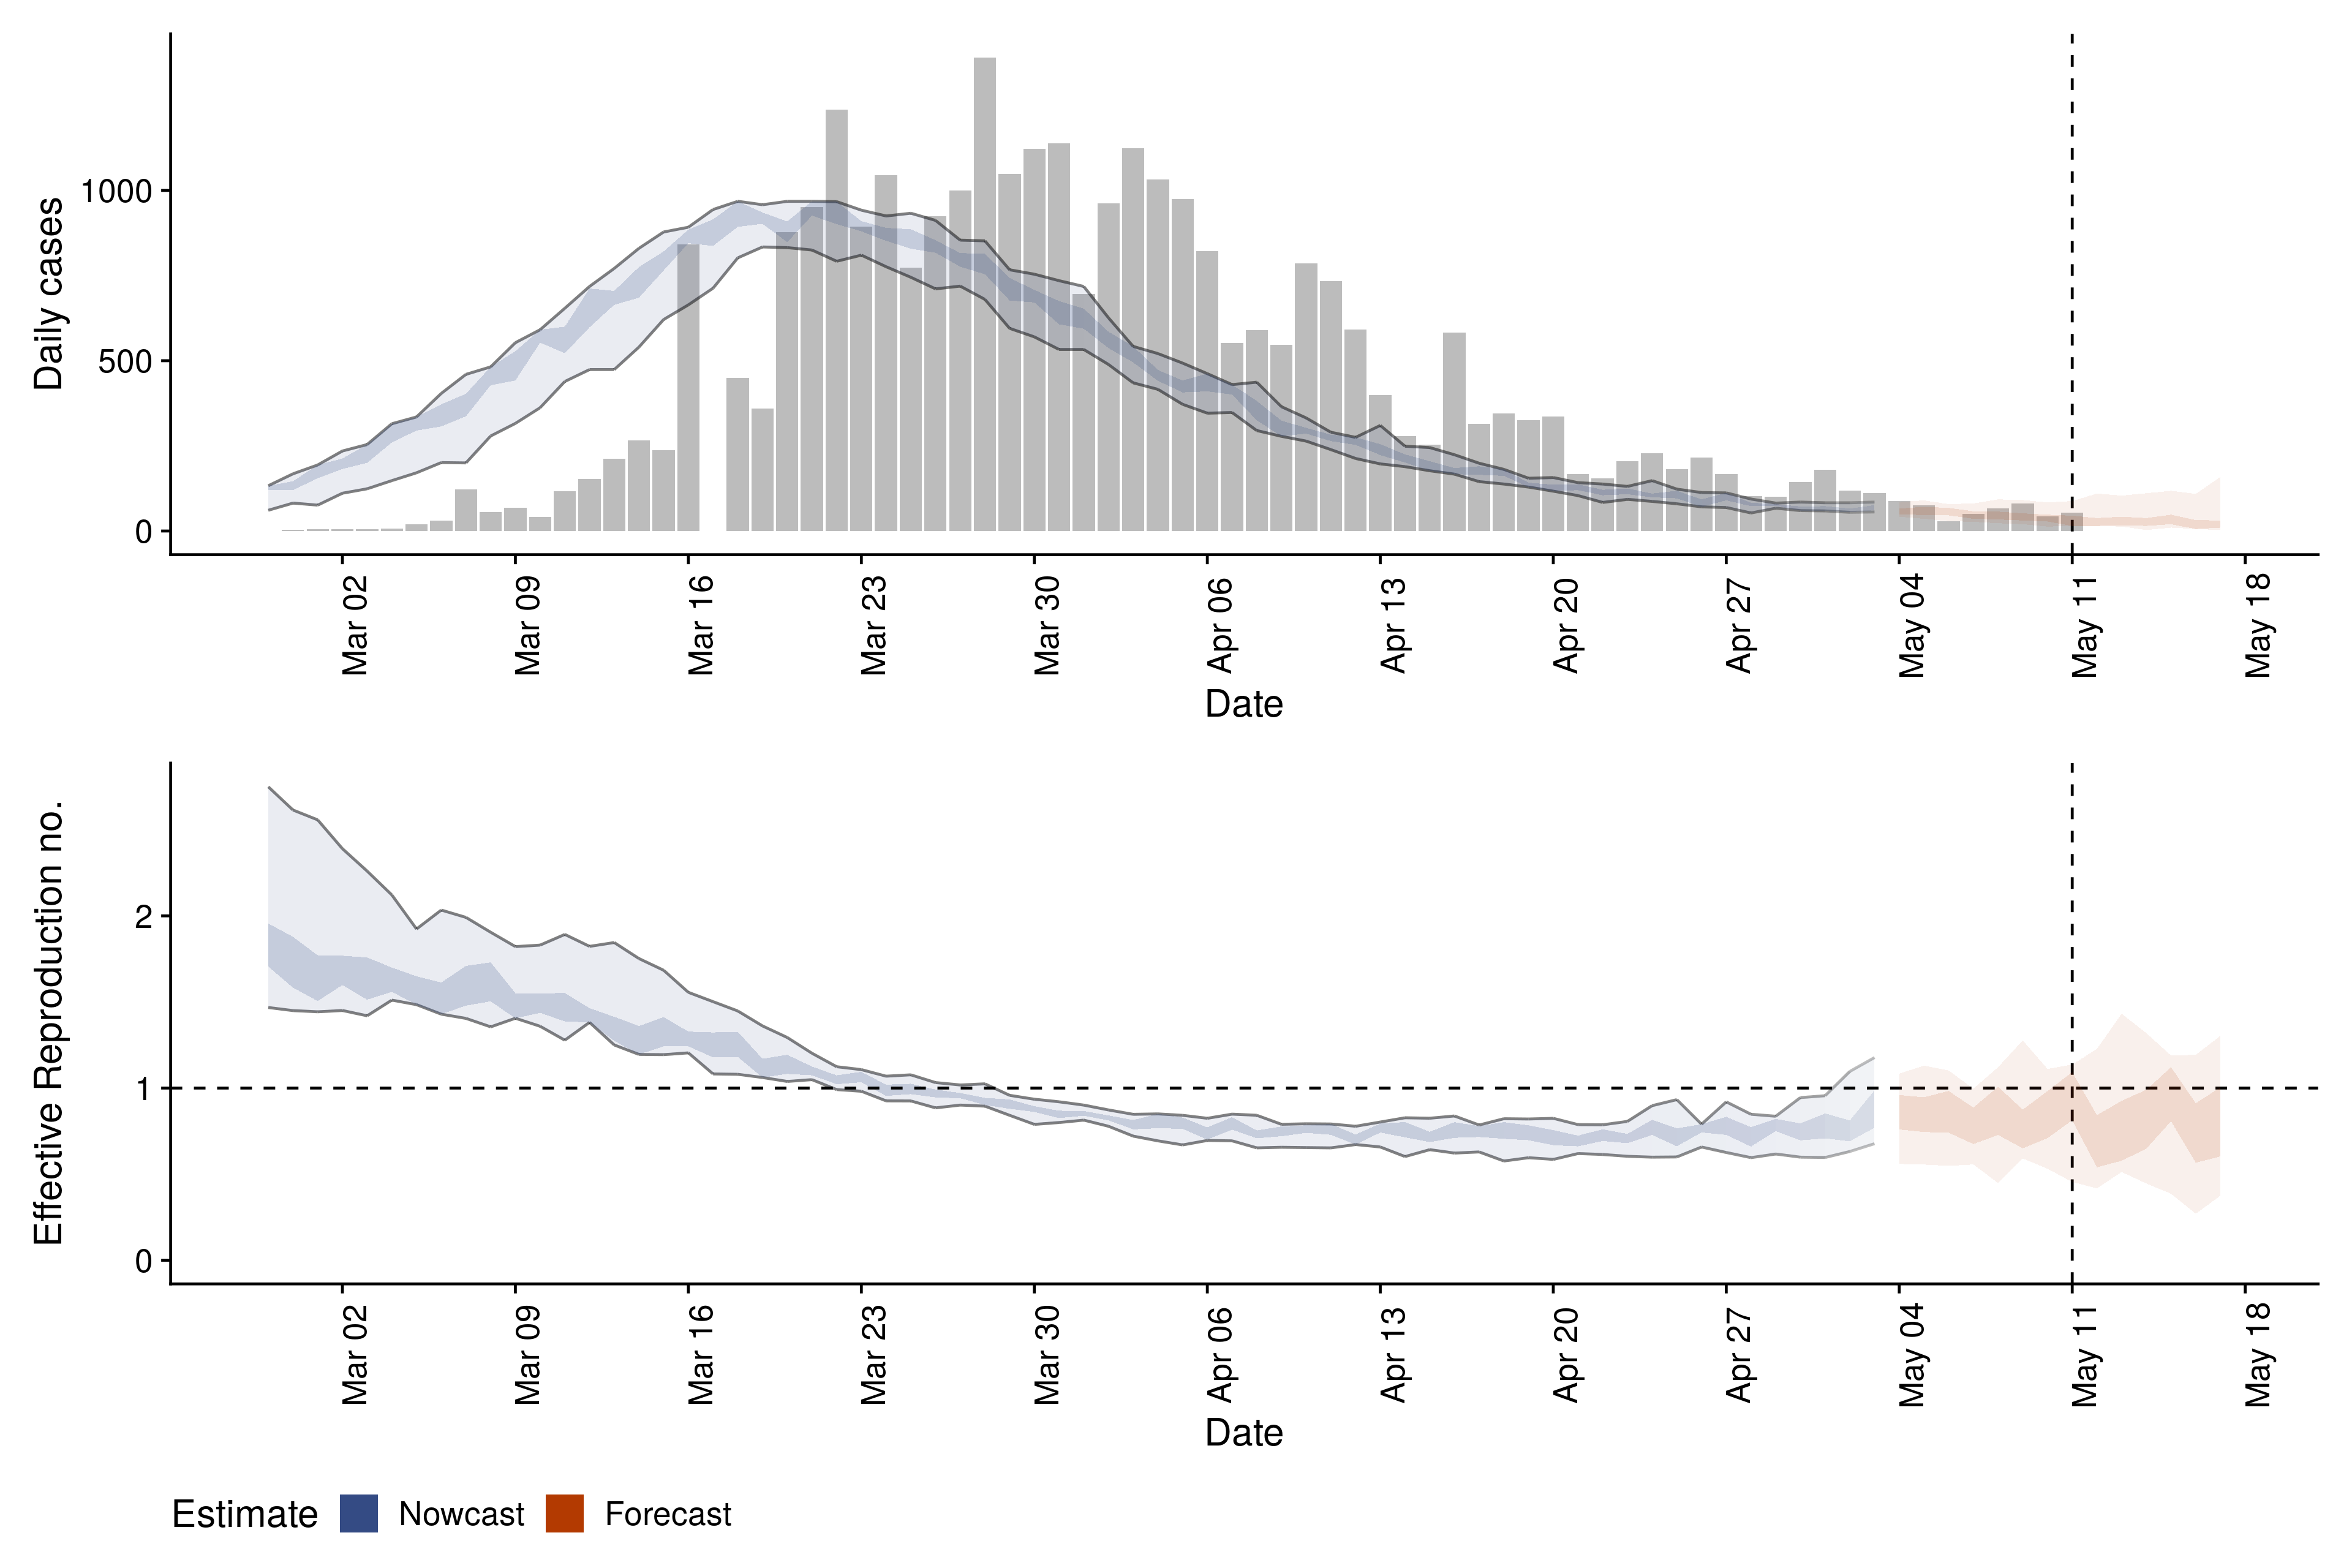 Daily cases
1000
500
0
Mar 02
Mar 09
Mar 16
Mar 23
Mar 30
Apr 06
Apr 13
Apr 20
Apr 27
May 04
May 11
May 18
Date
Effective Reproduction no.
2
1
0
Mar 02
Mar 09
Mar 16
Mar 23
Mar 30
Apr 06
Apr 13
Apr 20
Apr 27
May 04
May 11
May 18
Date
Estimate Nowcast Forecast